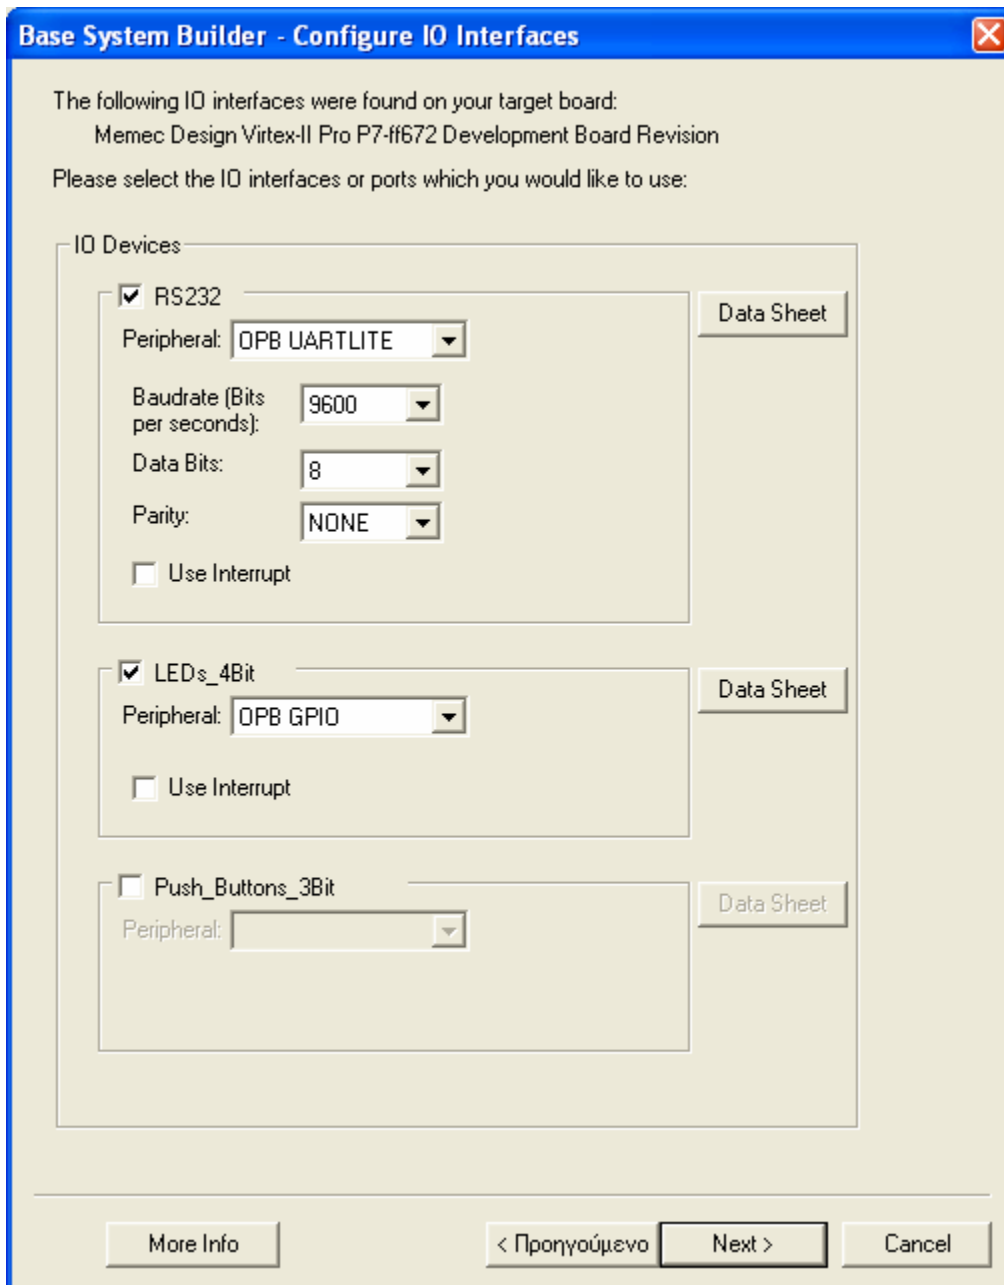 Base System Builder - Configure IO Interfaces
The following IO interfaces were found on your target board:
Memec Design Virtex-II Pro P7-ff672 Development Board Revision
Please select the IO interfaces or ports which you would like to use:
IO Devices
RS232
Data Sheet
Peripheral: OPB UARTLITE
Baudrate (Bits
per seconds):
9600
Data Bits: 8
Parity: NONE
Use Interrupt
LEDs_4Bit
Data Sheet
Peripheral: OPB GPIO
Use Interrupt
Push_Buttons_3Bit
Data Sheet
Peripheral:
More Info
< Προηγούμενο
Next >
Cancel